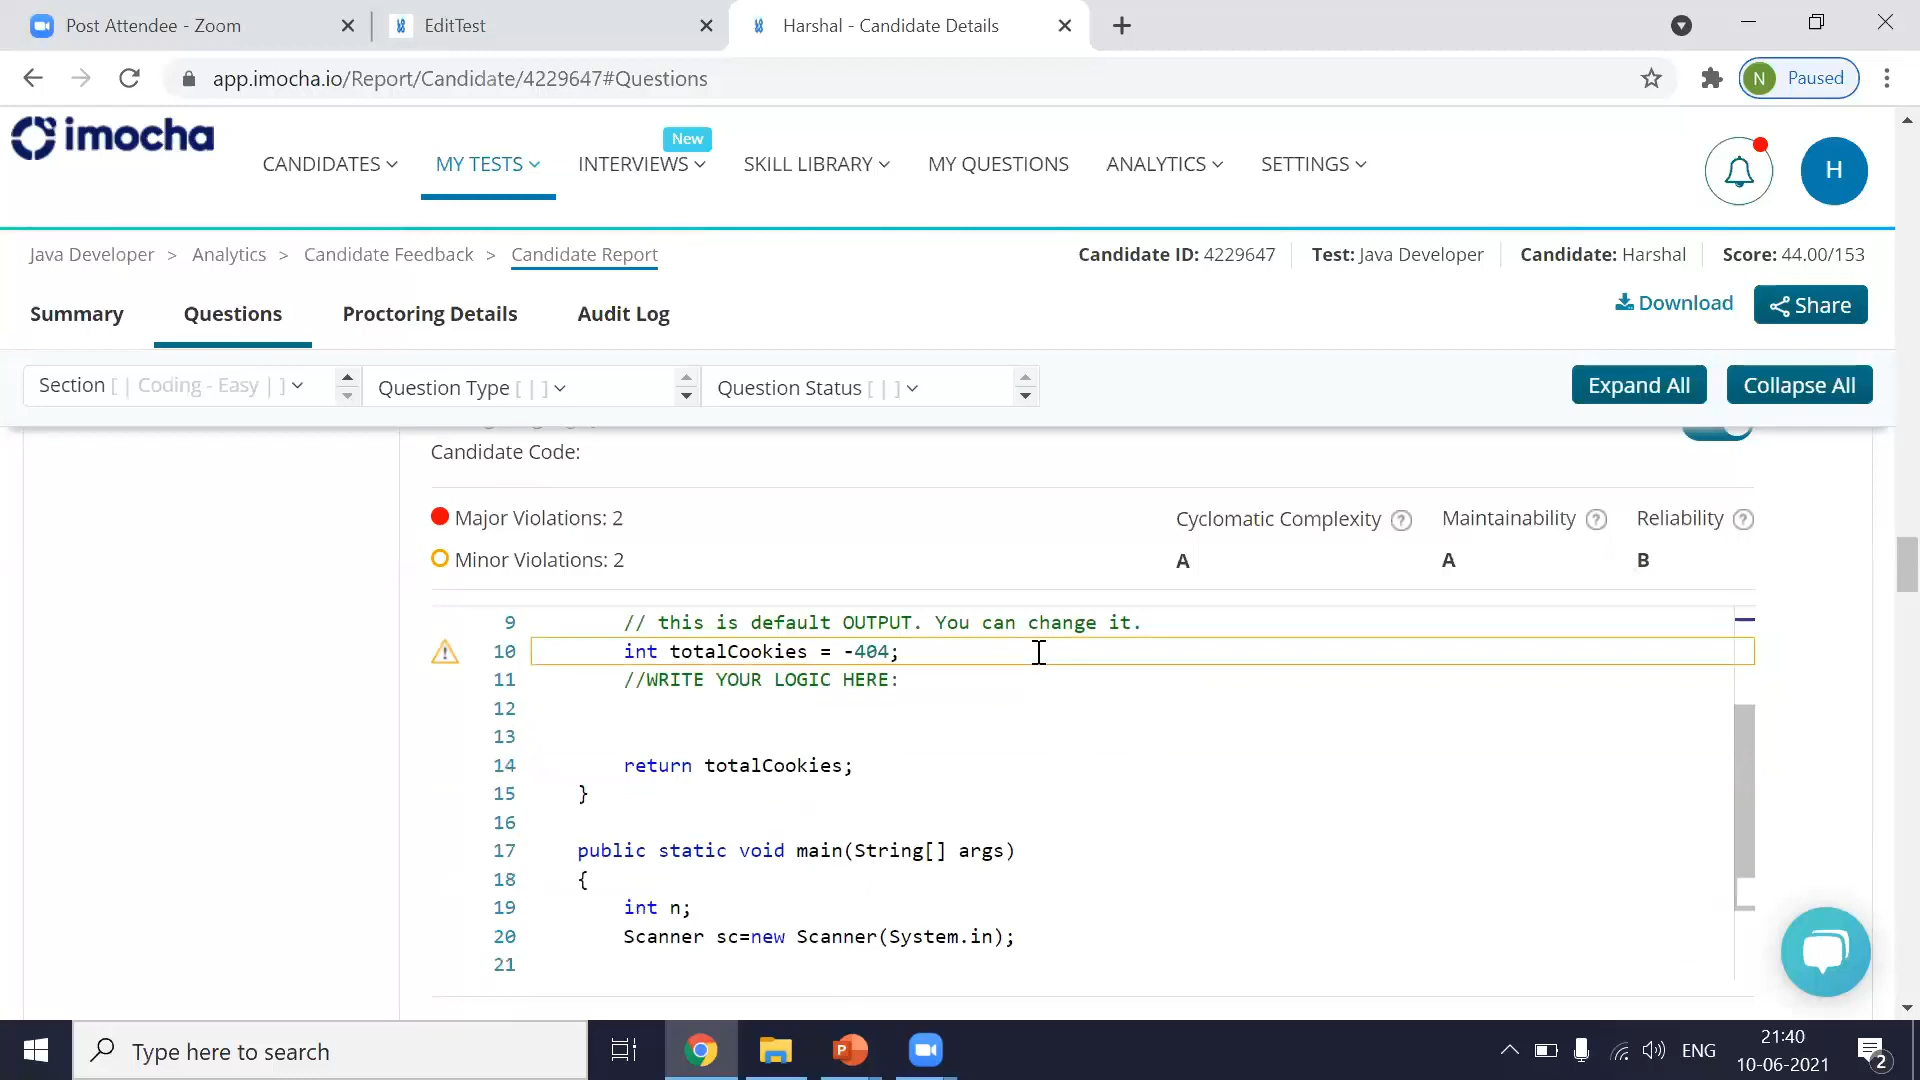 Post Attendee - Zoom
EditTest
Harshal - Candidate Details
app.imocha.io/Report/Candidate/4229647#Questions
N Paused
imocha
CANDIDATES
MY TESTS
New
INTERVIEWS
SKILL LIBRARY
MY QUESTIONS
ANALYTICS
SETTINGS
H
Java Developer > Analytics > Candidate Feedback > Candidate Report
Candidate ID: 4229647 Test: Java Developer Candidate: Harshal Score: 44.00/153
Summary Questions Proctoring Details Audit Log
Download Share
Section [ | Coding - Easy | ]
Question Type [ | ]
Question Status [ | ]
Expand All Collapse All
Candidate Code:
Major Violations: 2
Minor Violations: 2
Cyclomatic Complexity ? Maintainability ? Reliability ?
A A B
9 // this is default OUTPUT. You can change it.
10 int totalCookies = -404;
11 //WRITE YOUR LOGIC HERE:
12
13
14 return totalCookies;
15 }
16
17 public static void main(String[] args)
18 {
19 int n;
20 Scanner sc=new Scanner(System.in);
21
Type here to search
P
ENG
21:40
10-06-2021
2